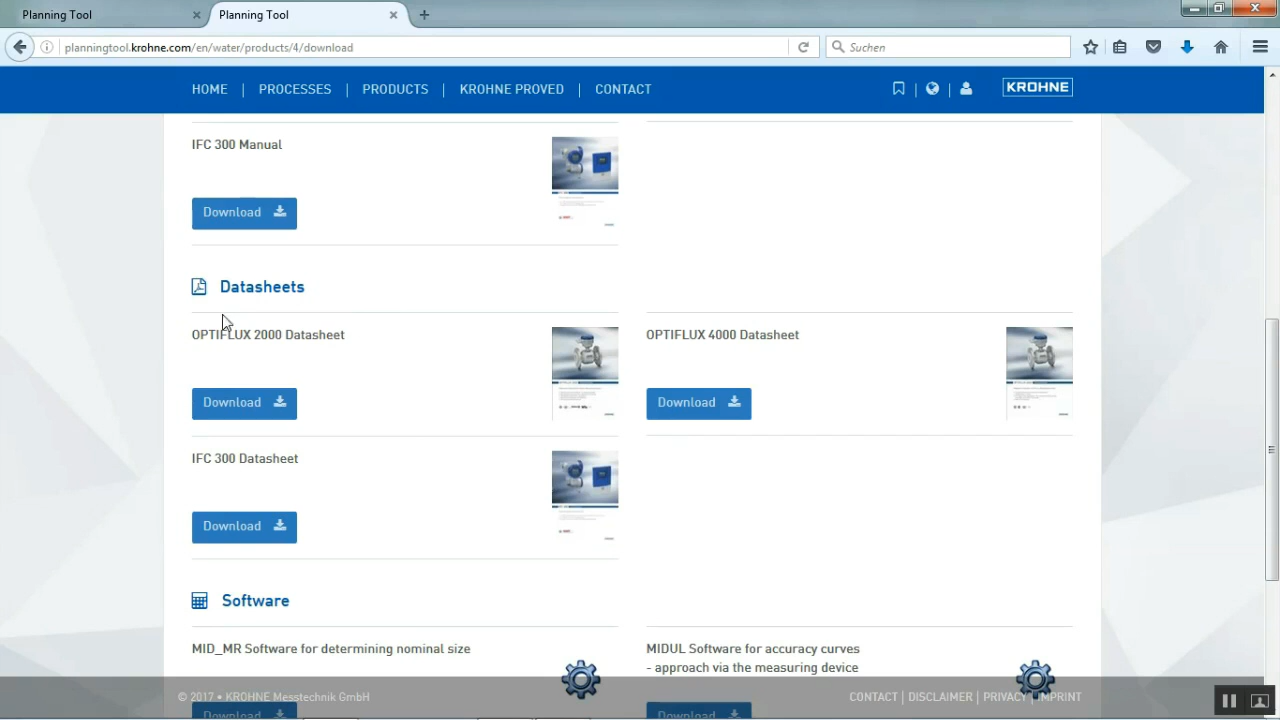 Planning Tool
Planning Tool
planningtool.krohne.com/en/water/products/4/download
Suchen
HOME | PROCESSES | PRODUCTS | KROHNE PROVED | CONTACT
KROHNE
IFC 300 Manual
Download
Datasheets
OPTIFLUX 2000 Datasheet
OPTIFLUX 4000 Datasheet
Download
Download
IFC 300 Datasheet
Download
Software
MID_MR Software for determining nominal size
MIDUL Software for accuracy curves
- approach via the measuring device
© 2017 • KROHNE Messtechnik GmbH
CONTACT | DISCLAIMER | PRIVACY | IMPRINT
Download
Download